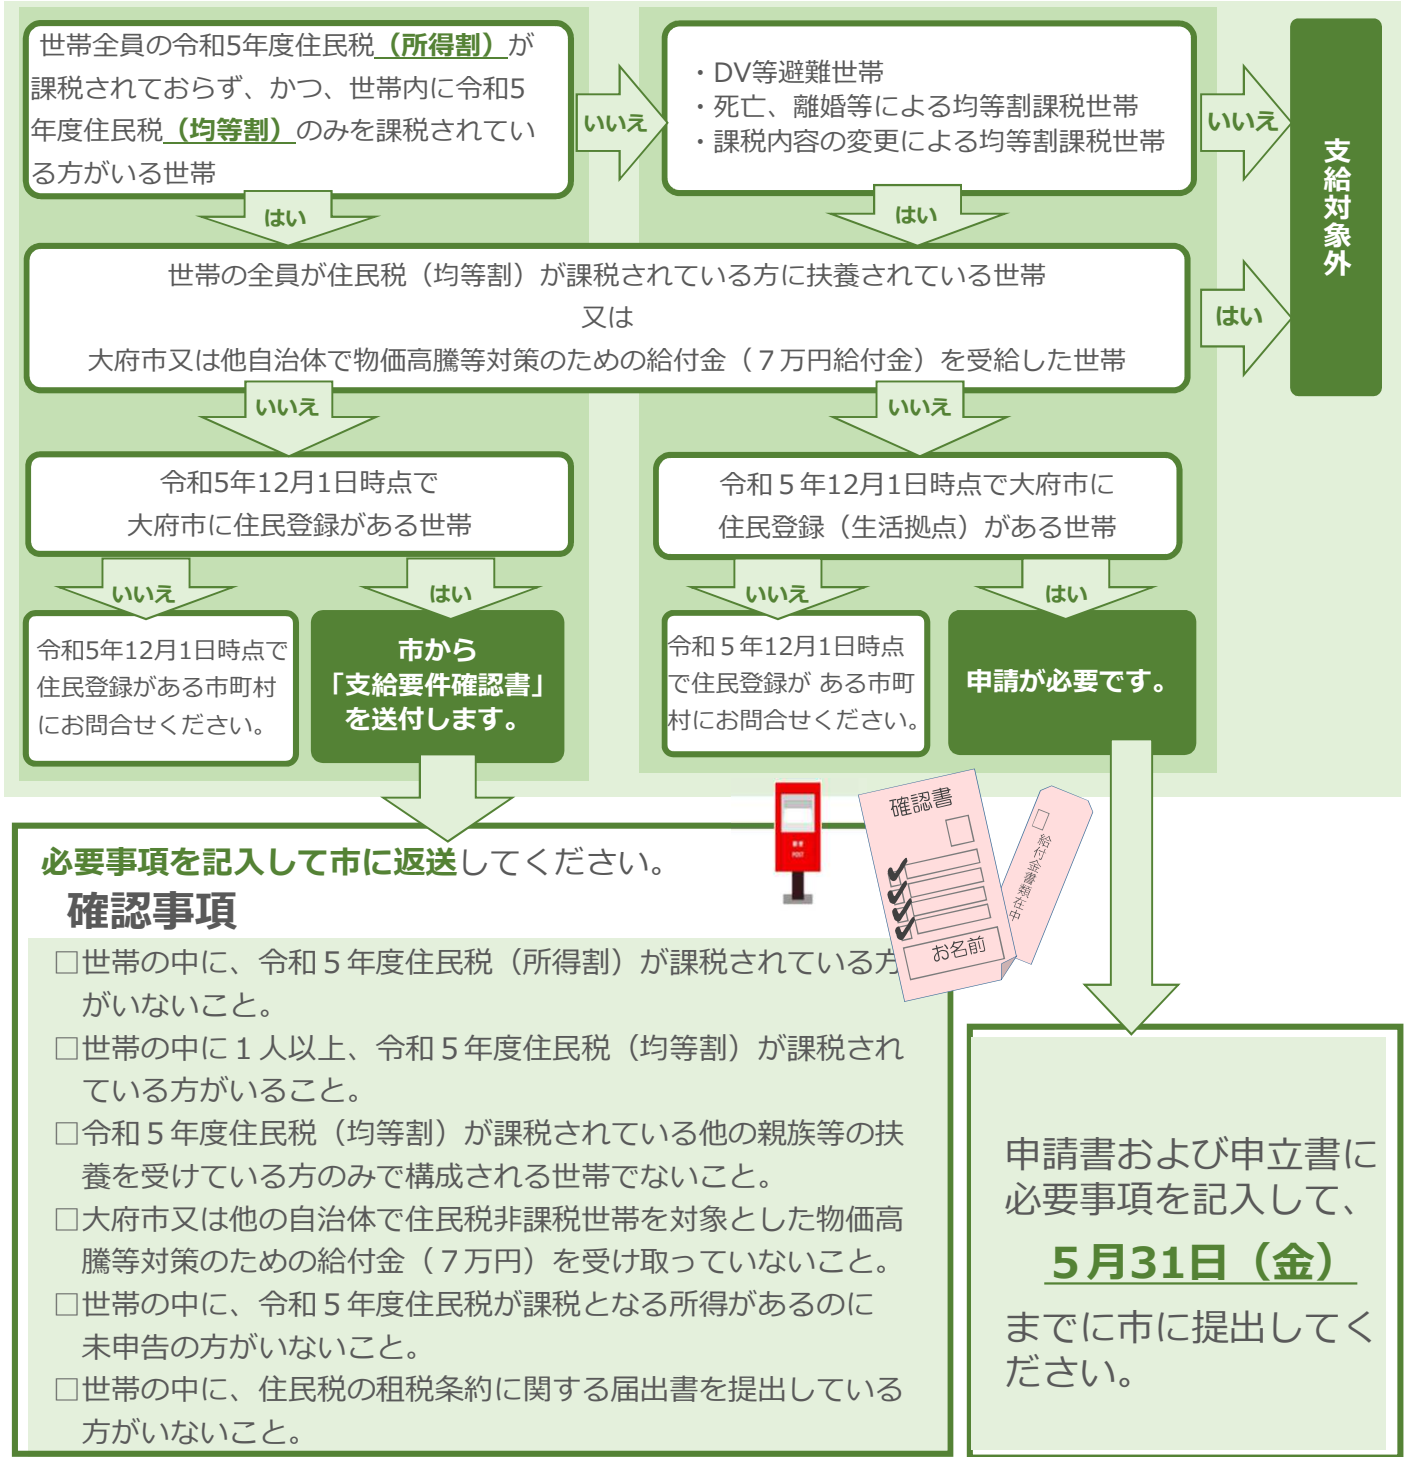 世帯全員の令和5年度住民税（所得割）が
課税されておらず、かつ、世帯内に令和5
年度住民税（均等割）のみを課税されてい
る方がいる世帯
いいえ
・DV等避難世帯
・死亡、離婚等による均等割課税世帯
・課税内容の変更による均等割課税世帯
いいえ
支給対象外
はい
はい
世帯の全員が住民税（均等割）が課税されている方に扶養されている世帯
又は
大府市又は他自治体で物価高騰等対策のための給付金（７万円給付金）を受給した世帯
はい
いいえ
いいえ
令和5年12月1日時点で
大府市に住民登録がある世帯
令和５年12月1日時点で大府市に
住民登録（生活拠点）がある世帯
いいえ
はい
いいえ
はい
令和5年12月1日時点で
住民登録がある市町村
にお問合せください。
市から
「支給要件確認書」
を送付します。
令和５年12月1日時点
で住民登録が ある市町
村にお問合せください。
申請が必要です。
必要事項を記入して市に返送してください。
確認事項
POST
確認書
お名前
給付金書類在中
□世帯の中に、令和５年度住民税（所得割）が課税されている方
がいないこと。
□世帯の中に１人以上、令和５年度住民税（均等割）が課税され
ている方がいること。
□令和５年度住民税（均等割）が課税されている他の親族等の扶
養を受けている方のみで構成される世帯でないこと。
□大府市又は他の自治体で住民税非課税世帯を対象とした物価高
騰等対策のための給付金（７万円）を受け取っていないこと。
□世帯の中に、令和５年度住民税が課税となる所得があるのに
未申告の方がいないこと。
□世帯の中に、住民税の租税条約に関する届出書を提出している
方がいないこと。
申請書および申立書に
必要事項を記入して、
５月31日（金）
までに市に提出してく
ださい。